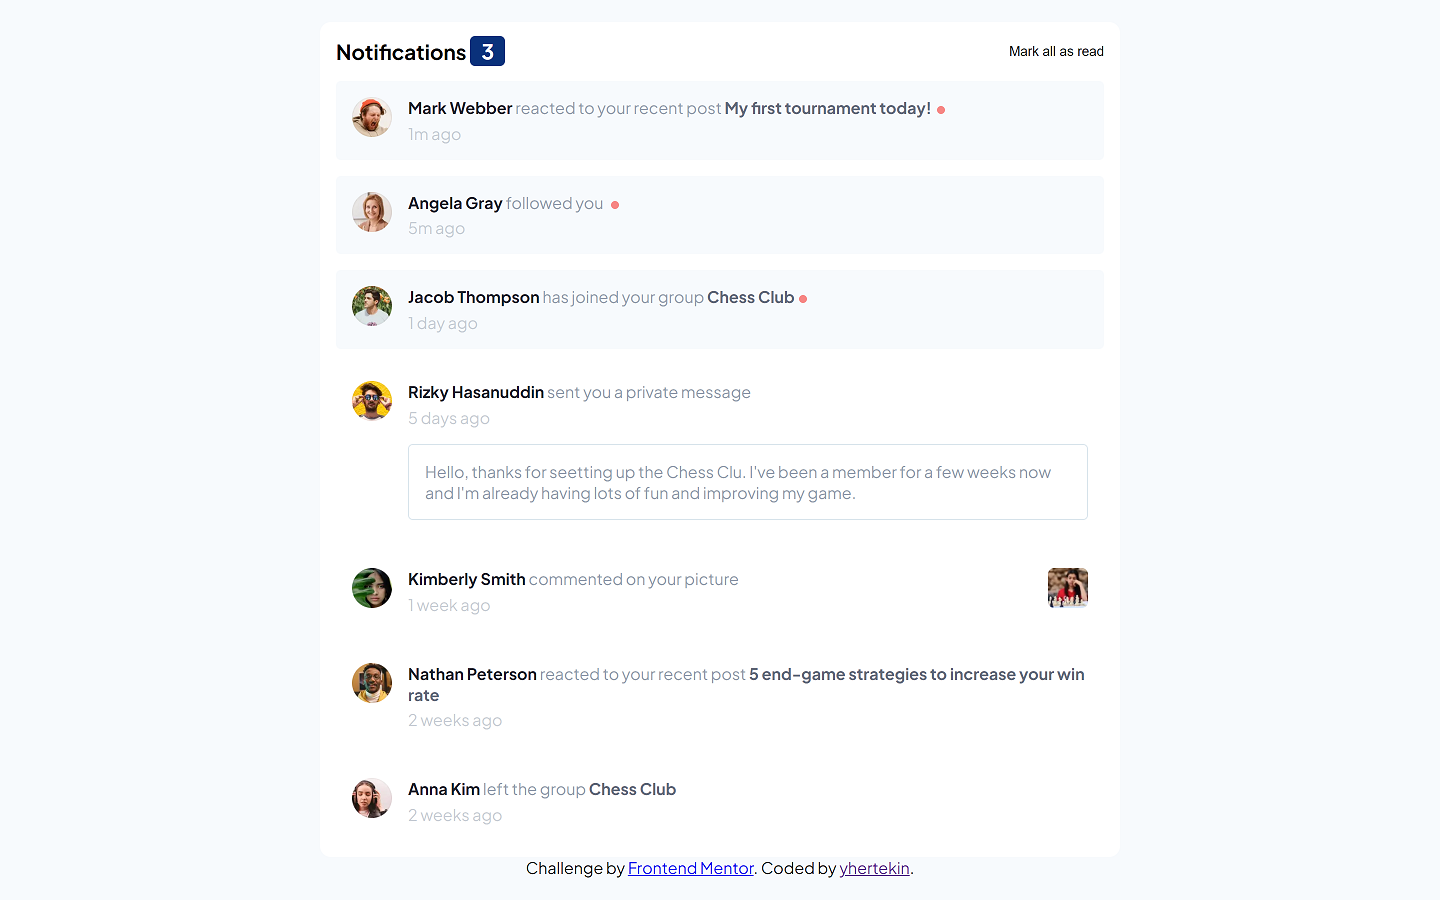 Notifications 3
Mark all as read
Mark Webber reacted to your recent post My first tournament today!
1m ago
Angela Gray followed you
5m ago
Jacob Thompson has joined your group Chess Club
1 day ago
Rizky Hasanuddin sent you a private message
5 days ago
Hello, thanks for seetting up the Chess Clu. I've been a member for a few weeks now
and I'm already having lots of fun and improving my game.
Kimberly Smith commented on your picture
1 week ago
Nathan Peterson reacted to your recent post 5 end-game strategies to increase your win
rate
2 weeks ago
Anna Kim left the group Chess Club
2 weeks ago
Challenge by Frontend Mentor. Coded by yhertekin.